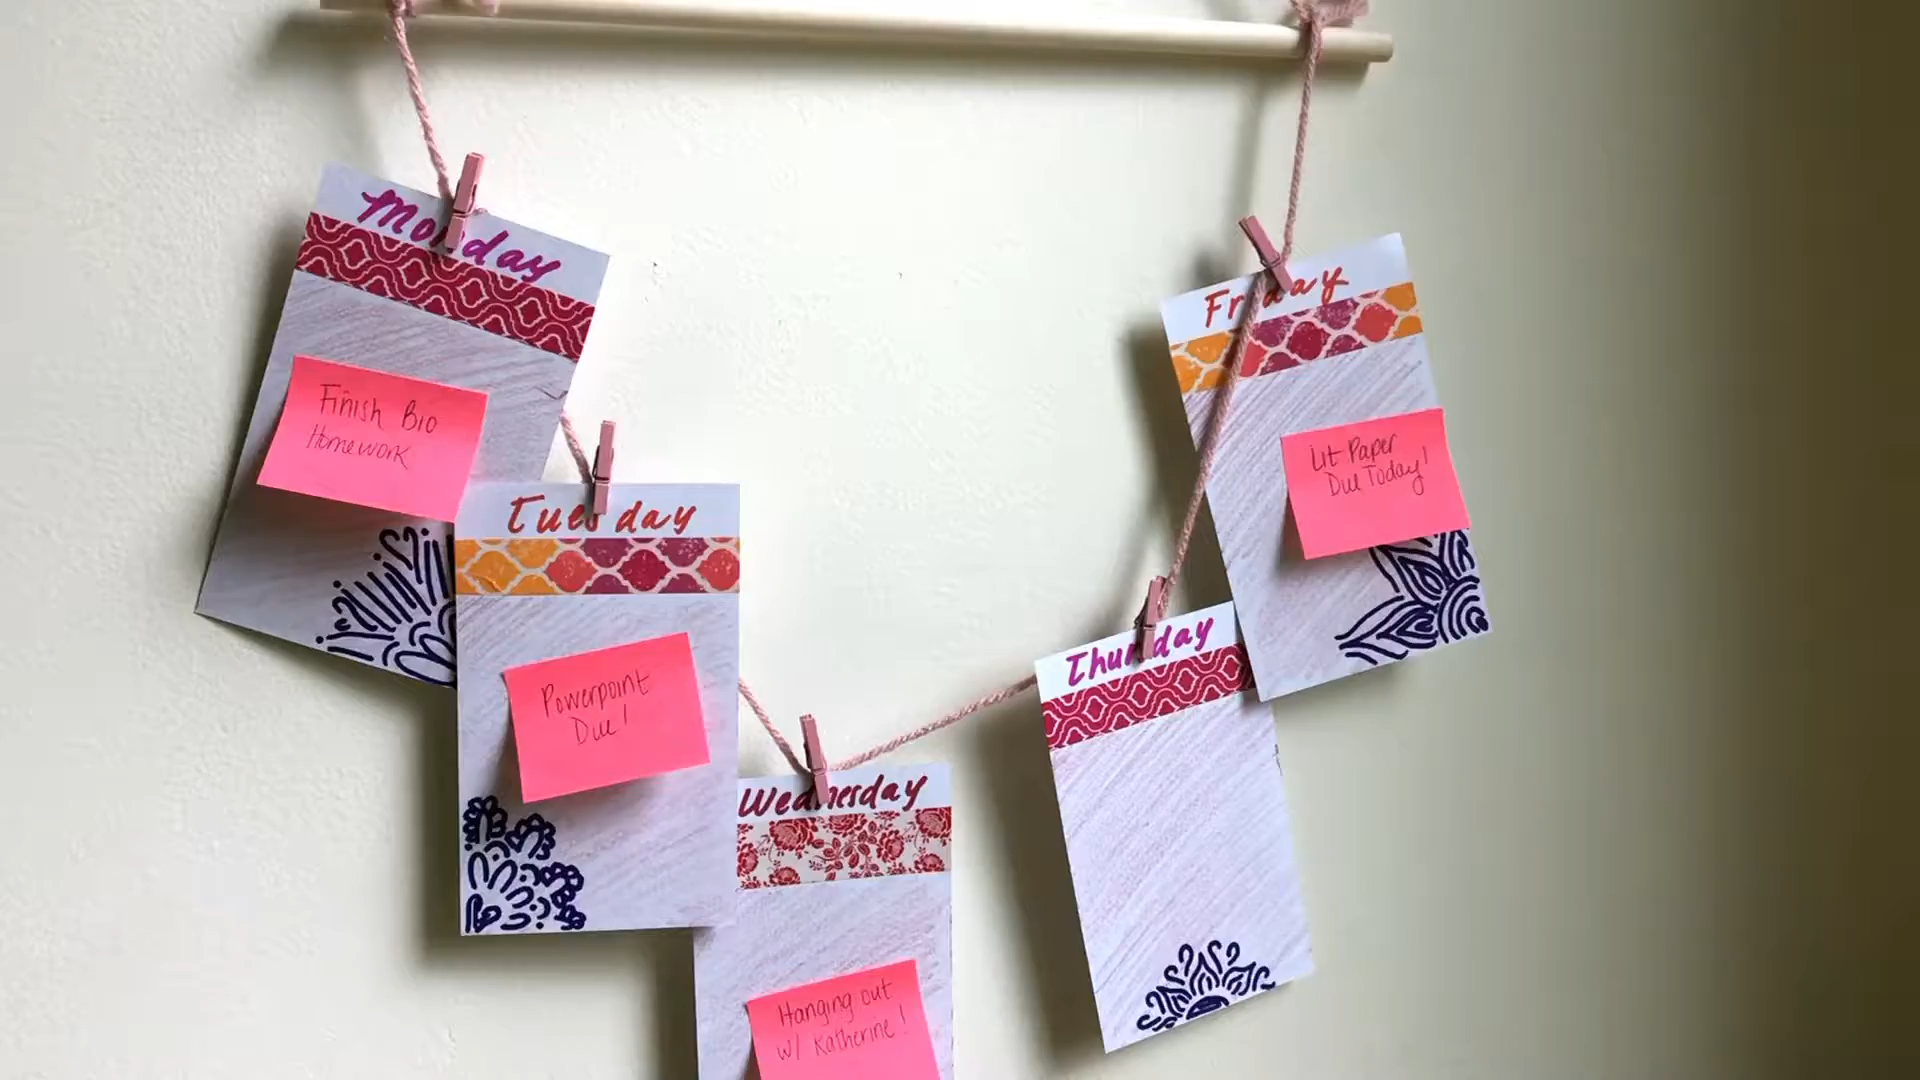 Monday
Finish Bio
Homework
Tuesday
Powerpoint
Due!
Wednesday
Hanging out
w/ Katherine!
Thursday
Friday
Lit Paper
Due Today!